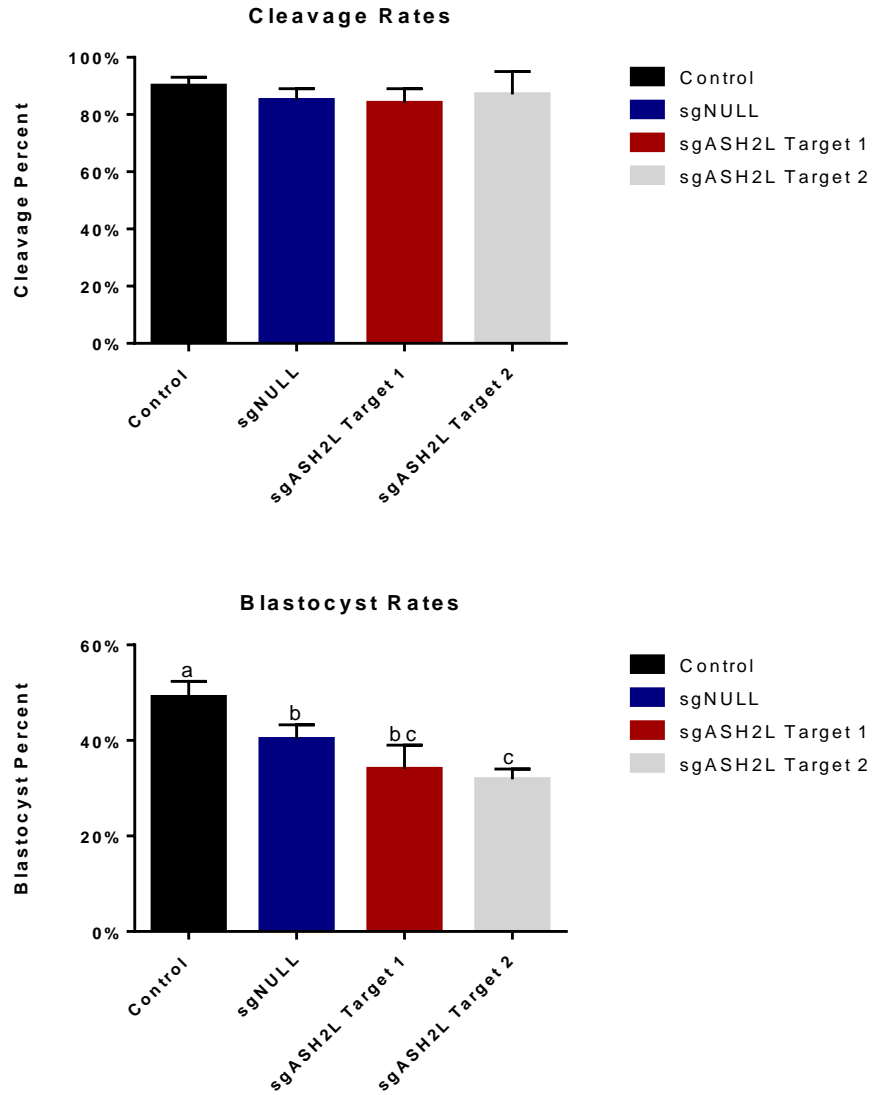 Cleavage Rates
Cleavage Percent
100%
80%
60%
40%
20%
0%
Control
sgNULL
sgASH2L Target 1
sgASH2L Target 2
Control
sgNULL
sgASH2L Target 1
sgASH2L Target 2
Blastocyst Rates
Blastocyst Percent
60%
40%
20%
0%
a
b
bc
c
Control
sgNULL
sgASH2L Target 1
sgASH2L Target 2
Control
sgNULL
sgASH2L Target 1
sgASH2L Target 2